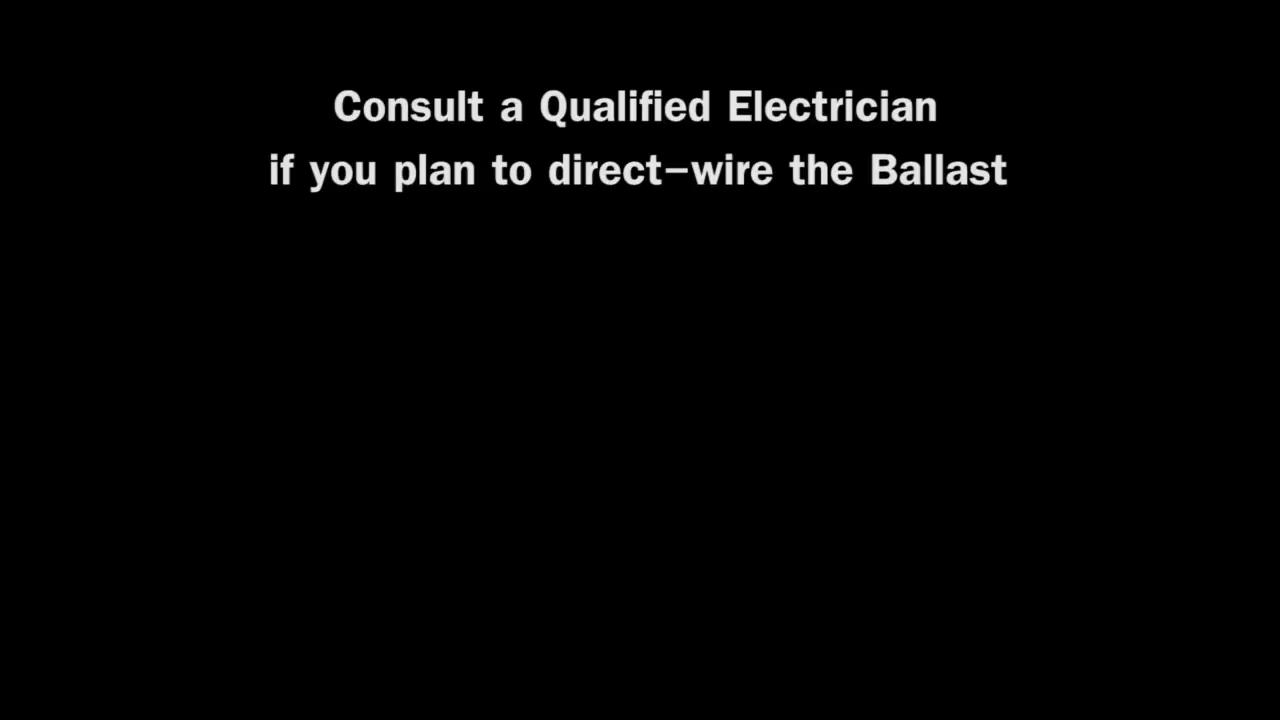 Consult a Qualified Electrician
if you plan to direct–wire the Ballast